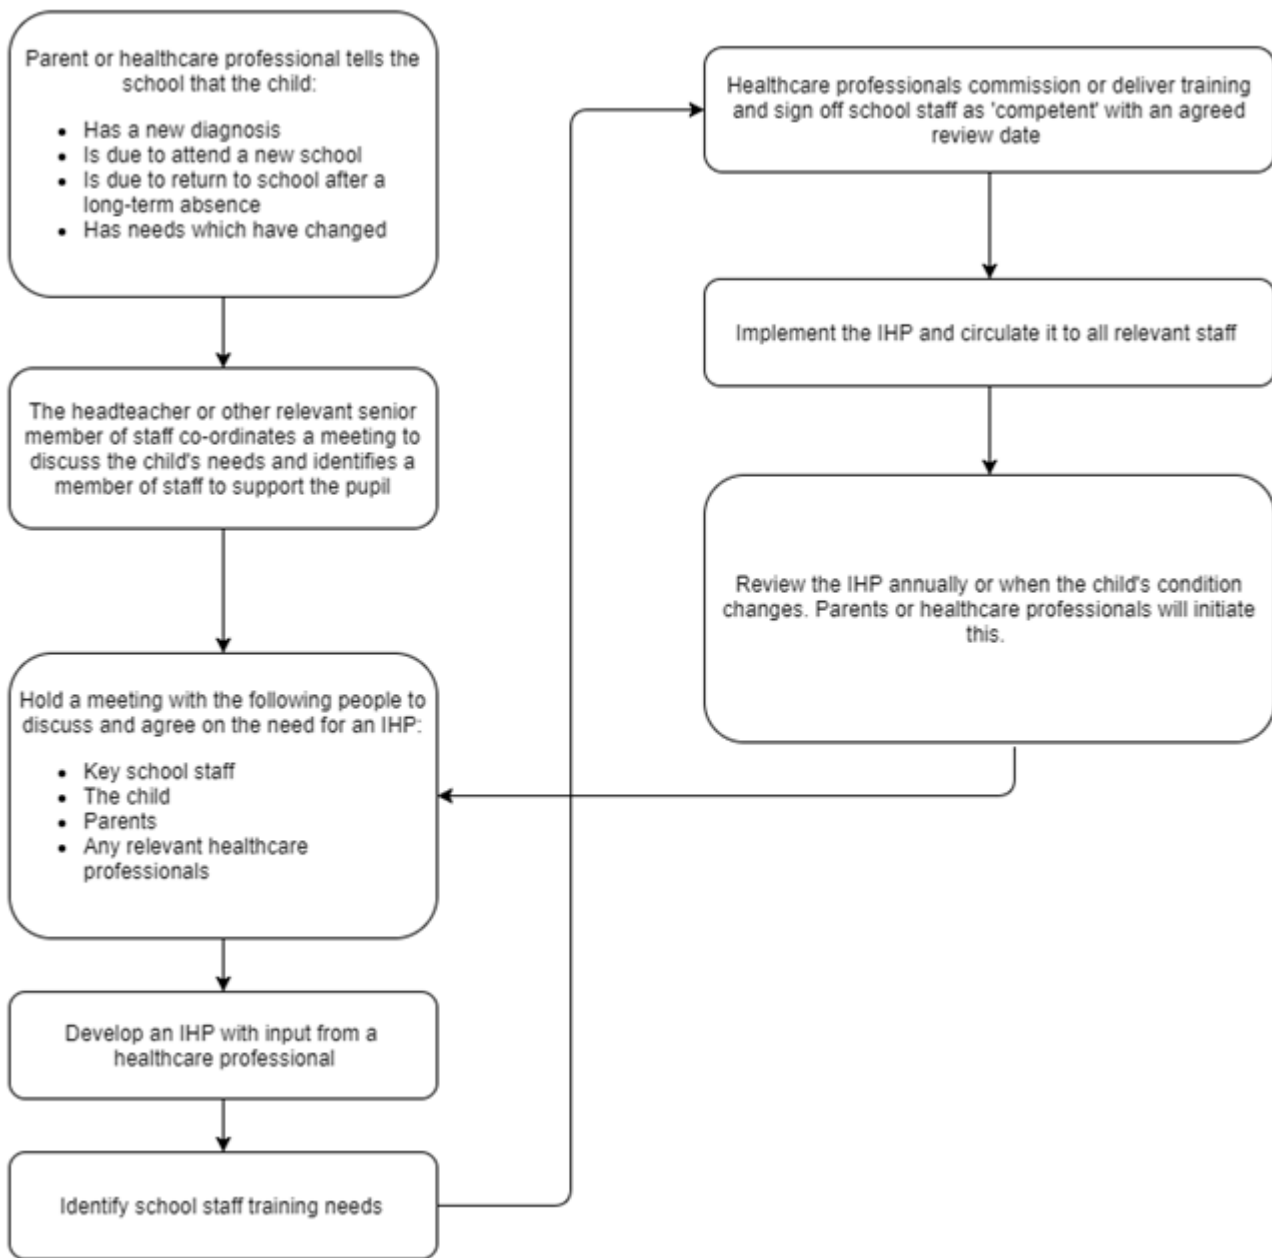 Parent or healthcare professional tells the
school that the child:
• Has a new diagnosis
• Is due to attend a new school
• Is due to return to school after a
long-term absence
• Has needs which have changed
The headteacher or other relevant senior
member of staff co-ordinates a meeting to
discuss the child's needs and identifies a
member of staff to support the pupil
Hold a meeting with the following people to
discuss and agree on the need for an IHP:
• Key school staff
• The child
• Parents
• Any relevant healthcare
professionals
Develop an IHP with input from a
healthcare professional
Identify school staff training needs
Healthcare professionals commission or deliver training
and sign off school staff as 'competent' with an agreed
review date
Implement the IHP and circulate it to all relevant staff
Review the IHP annually or when the child's condition
changes. Parents or healthcare professionals will initiate
this.